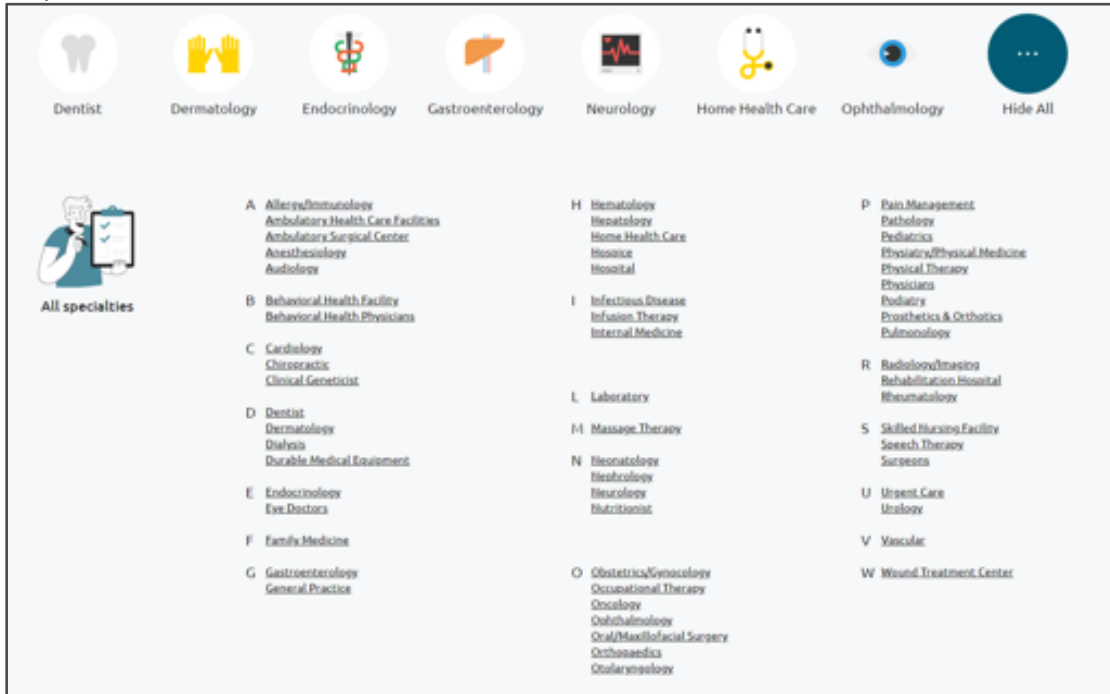 Dentist
Dermatology
Endocrinology
Gastroenterology
Neurology
Home Health Care
Ophthalmology
Hide All
All specialties
A Allergy/Immunology
Ambulatory Health Care Facilities
Ambulatory Surgical Center
Anesthesiology
Audiology
B Behavioral Health Facility
Behavioral Health Physicians
C Cardiology
Chiropractic
Clinical Geneticist
D Dentist
Dermatology
Dialysis
Durable Medical Equipment
E Endocrinology
Eye Doctors
F Family Medicine
G Gastroenterology
General Practice
H Hematology
Hepatology
Home Health Care
Hospice
Hospital
I Infectious Disease
Infusion Therapy
Internal Medicine
L Laboratory
M Massage Therapy
N Neonatology
Nephrology
Neurology
Nutritionist
O Obstetrics/Gynocology
Occupational Therapy
Oncology
Ophthalmology
Oral/Maxillofacial Surgery
Orthopaedics
Otolaryngology
P Pain Management
Pathology
Pediatrics
Physiatry/Physical Medicine
Physical Therapy
Physicians
Podiatry
Prosthetics & Orthotics
Pulmonology
R Radiology/Imaging
Rehabilitation Hospital
Rheumatology
S Skilled Nursing Facility
Speech Therapy
Surgeons
U Urgent Care
Urology
V Vascular
W Wound Treatment Center